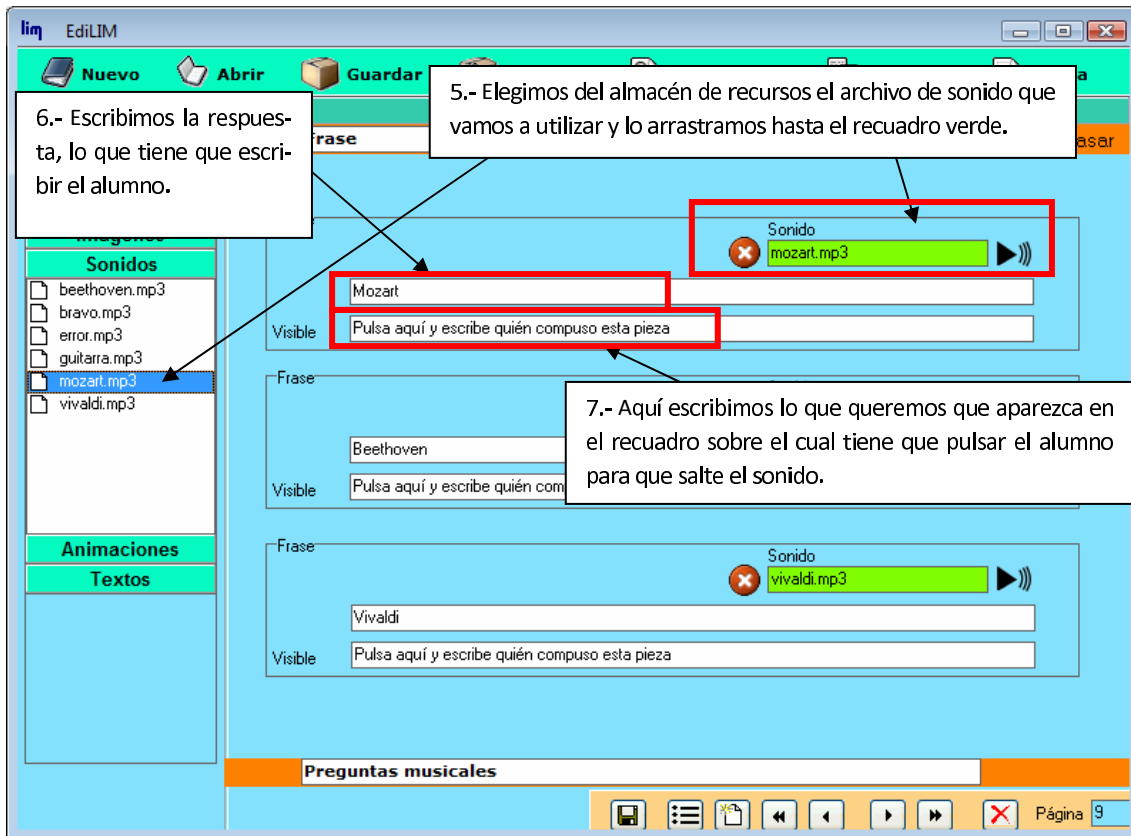 lim EdiLIM
Nuevo Abrir Guardar
5.- Elegimos del almacén de recursos el archivo de sonido que
vamos a utilizar y lo arrastramos hasta el recuadro verde.
6.- Escribimos la respues-
ta, lo que tiene que escri-
bir el alumno.
Imágenes
Sonidos
beethoven.mp3
bravo.mp3
error.mp3
guitarra.mp3
mozart.mp3
vivaldi.mp3
Animaciones
Textos
Sonido
mozart.mp3
Mozart
Visible Pulsa aquí y escribe quién compuso esta pieza
Frase
Beethoven
Visible Pulsa aquí y escribe quién
7.- Aquí escribimos lo que queremos que aparezca en
el recuadro sobre el cual tiene que pulsar el alumno
para que salte el sonido.
Frase
Sonido
vivaldi.mp3
Vivaldi
Visible Pulsa aquí y escribe quién compuso esta pieza
Preguntas musicales
Página 9